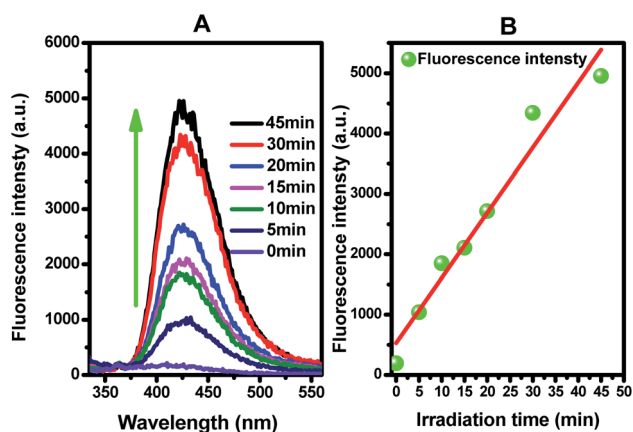 A
Fluorescence intensty (a.u.)
6000
5000
4000
3000
2000
1000
0
45min
30min
20min
15min
10min
5min
0min
350 400 450 500 550
Wavelength (nm)
B
Fluorescence intensty (a.u.)
Fluorescence intensty
5000
4000
3000
2000
1000
0
0 5 10 15 20 25 30 35 40 45 50
Irradiation time (min)